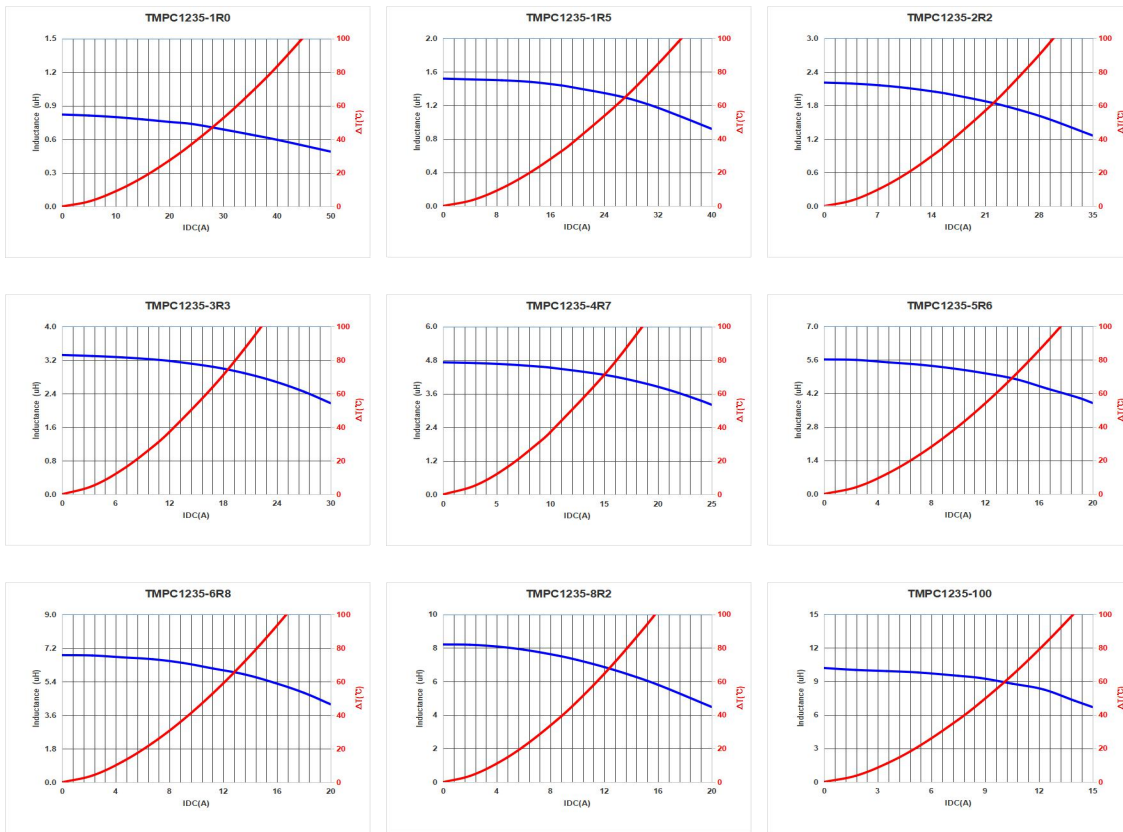 TMPC1235-1R0
1.5 100
1.2 80
0.9 60
0.6 40
0.3 20
0.0 0
Inductance (uH)
ΔT(℃)
0 10 20 30 40 50
IDC(A)
TMPC1235-1R5
2.0 100
1.6 80
1.2 60
0.8 40
0.4 20
0.0 0
Inductance (uH)
ΔT(℃)
0 8 16 24 32 40
IDC(A)
TMPC1235-2R2
3.0 100
2.4 80
1.8 60
1.2 40
0.6 20
0.0 0
Inductance (uH)
ΔT(℃)
0 7 14 21 28 35
IDC(A)
TMPC1235-3R3
4.0 100
3.2 80
2.4 60
1.6 40
0.8 20
0.0 0
Inductance (uH)
ΔT(℃)
0 6 12 18 24 30
IDC(A)
TMPC1235-4R7
6.0 100
4.8 80
3.6 60
2.4 40
1.2 20
0.0 0
Inductance (uH)
ΔT(℃)
0 5 10 15 20 25
IDC(A)
TMPC1235-5R6
7.0 100
5.6 80
4.2 60
2.8 40
1.4 20
0.0 0
Inductance (uH)
ΔT(℃)
0 4 8 12 16 20
IDC(A)
TMPC1235-6R8
9.0 100
7.2 80
5.4 60
3.6 40
1.8 20
0.0 0
Inductance (uH)
ΔT(℃)
0 4 8 12 16 20
IDC(A)
TMPC1235-8R2
10 100
8 80
6 60
4 40
2 20
0 0
Inductance (uH)
ΔT(℃)
0 4 8 12 16 20
IDC(A)
TMPC1235-100
15 100
12 80
9 60
6 40
3 20
0 0
Inductance (uH)
ΔT(℃)
0 3 6 9 12 15
IDC(A)